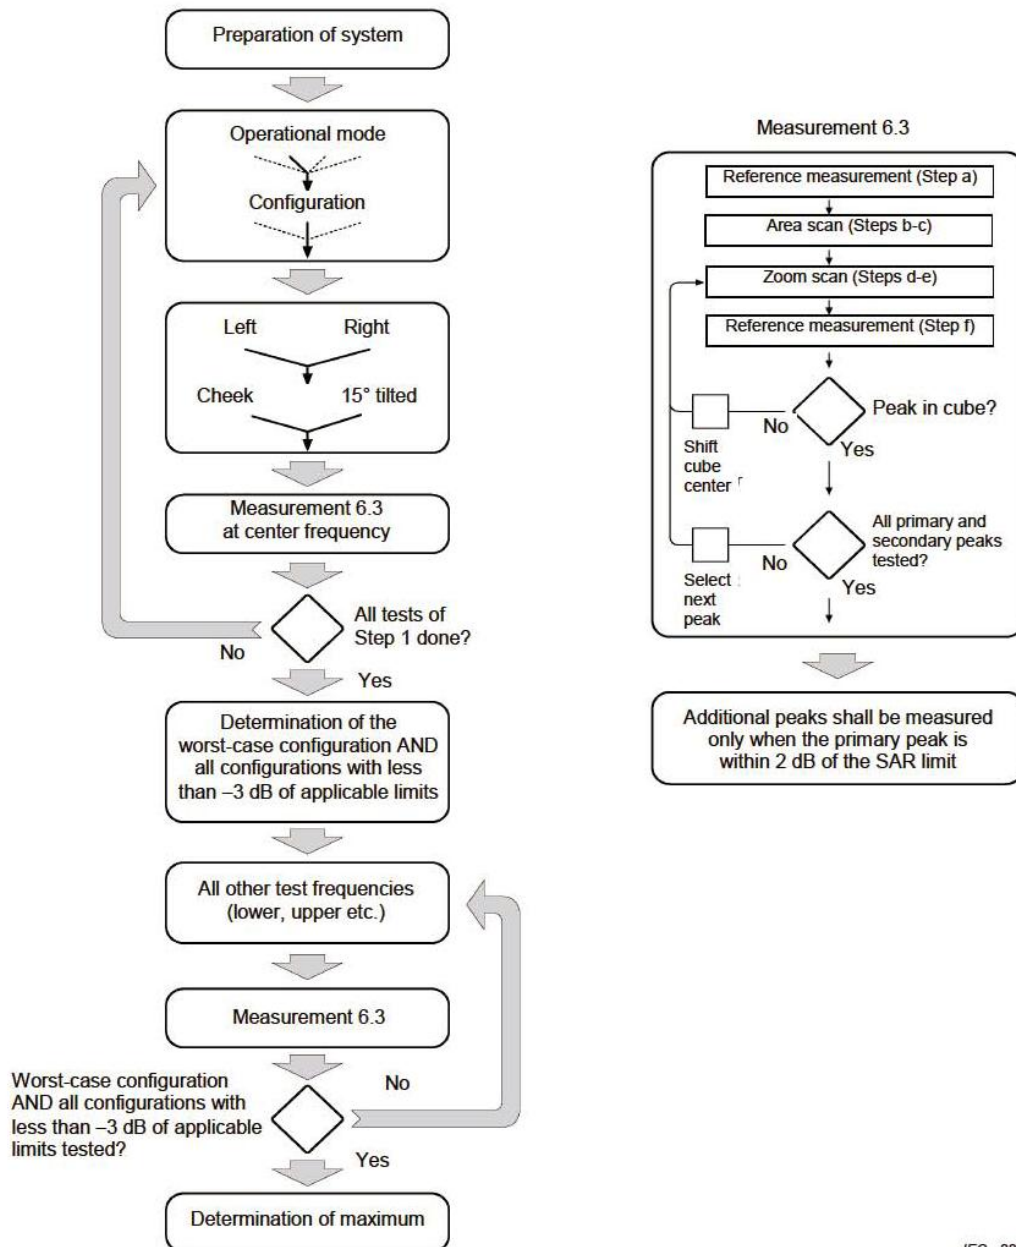 Preparation of system
Operational mode
Configuration
Left
Right
Cheek
15° tilted
Measurement 6.3
at center frequency
All tests of
Step 1 done?
No
Yes
Determination of the
worst-case configuration AND
all configurations with less
than –3 dB of applicable limits
All other test frequencies
(lower, upper etc.)
Measurement 6.3
Worst-case configuration
AND all configurations with
less than –3 dB of applicable
limits tested?
No
Yes
Determination of maximum
Measurement 6.3
Reference measurement (Step a)
Area scan (Steps b-c)
Zoom scan (Steps d-e)
Reference measurement (Step f)
Peak in cube?
No
Yes
Shift
cube
center
All primary and
secondary peaks
tested?
No
Yes
Select
next
peak
Additional peaks shall be measured
only when the primary peak is
within 2 dB of the SAR limit